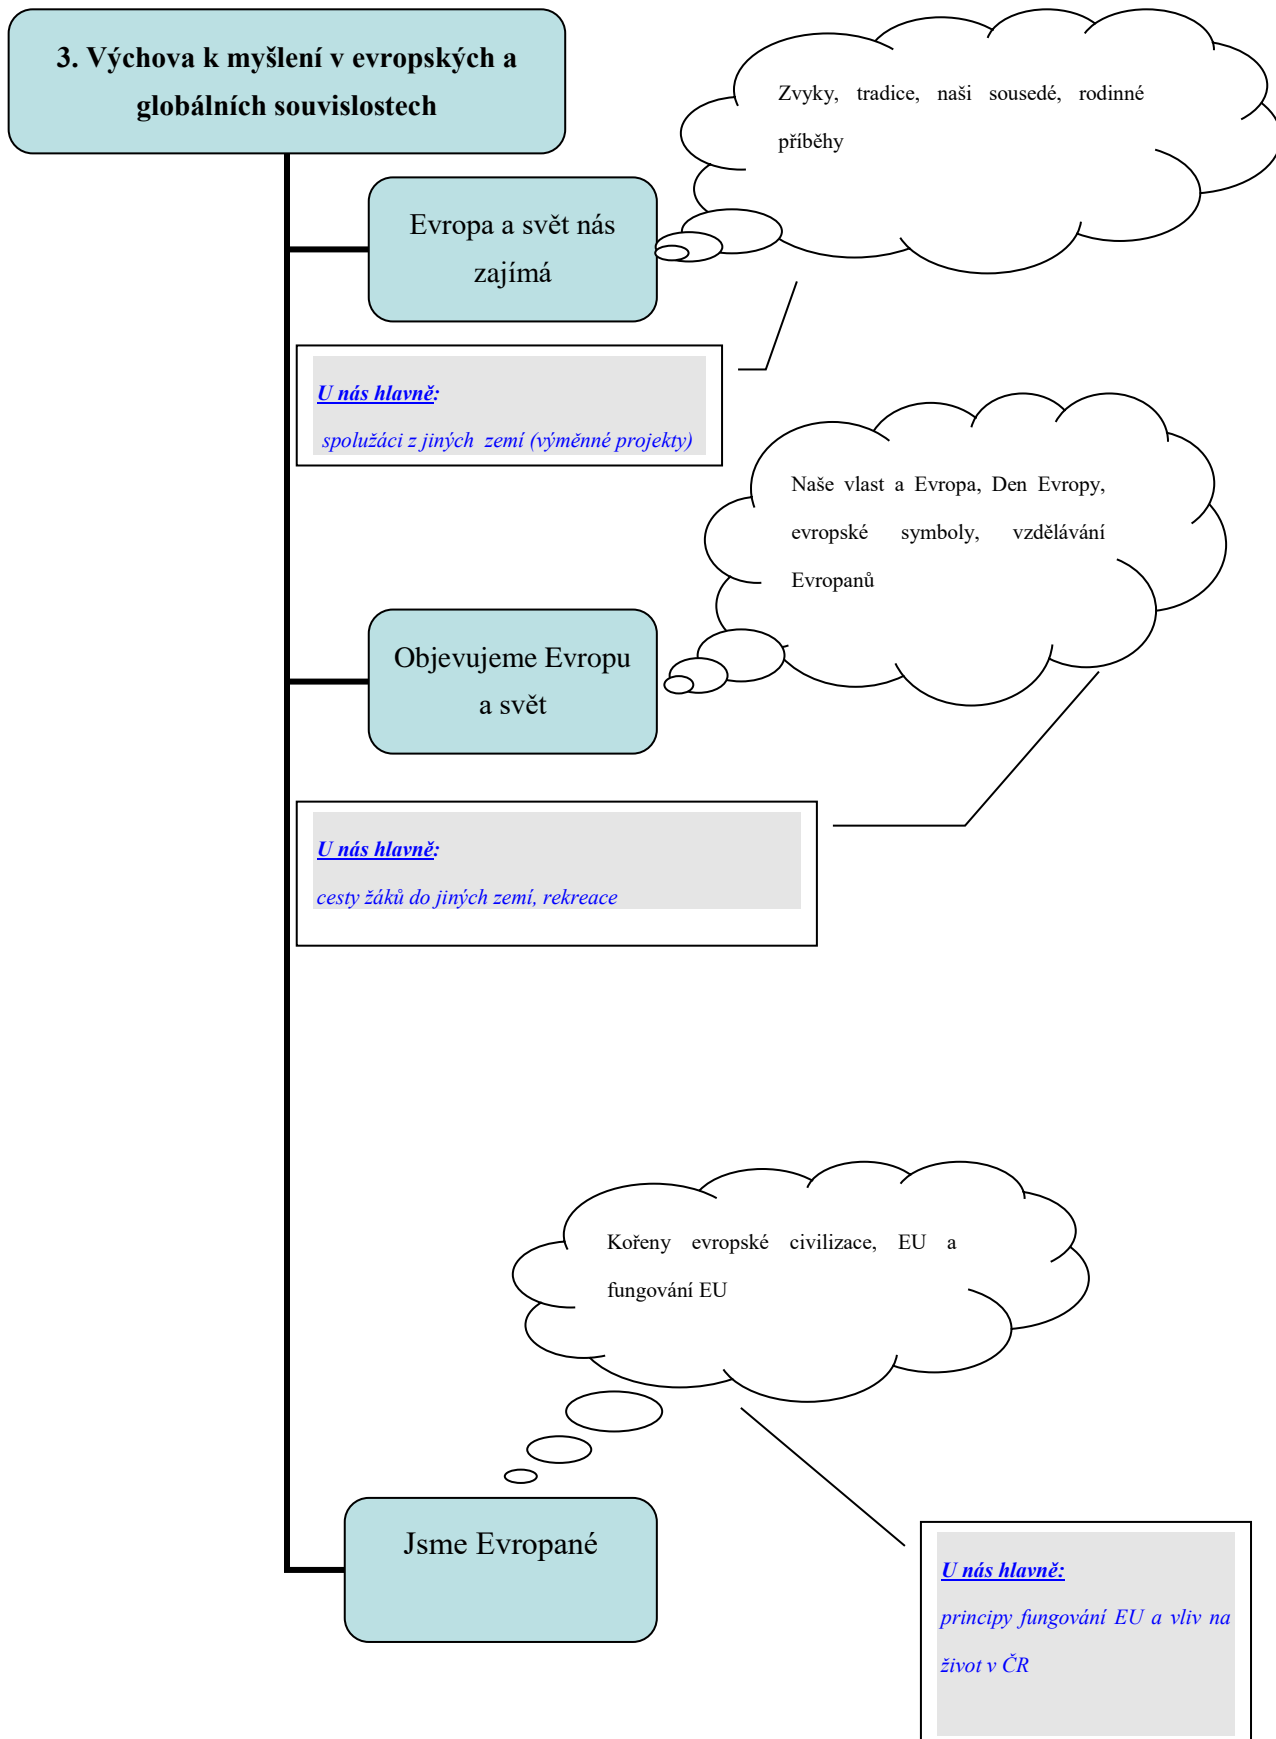 3. Výchova k myšlení v evropských a
globálních souvislostech
Zvyky, tradice, naši sousedé, rodinné
příběhy
Evropa a svět nás
zajímá
U nás hlavně:
spolužáci z jiných zemí (výměnné projekty)
Naše vlast a Evropa, Den Evropy,
evropské symboly, vzdělávání
Evropanů
Objevujeme Evropu
a svět
U nás hlavně:
cesty žáků do jiných zemí, rekreace
Kořeny evropské civilizace, EU a
fungování EU
Jsme Evropané
U nás hlavně:
principy fungování EU a vliv na
život v ČR